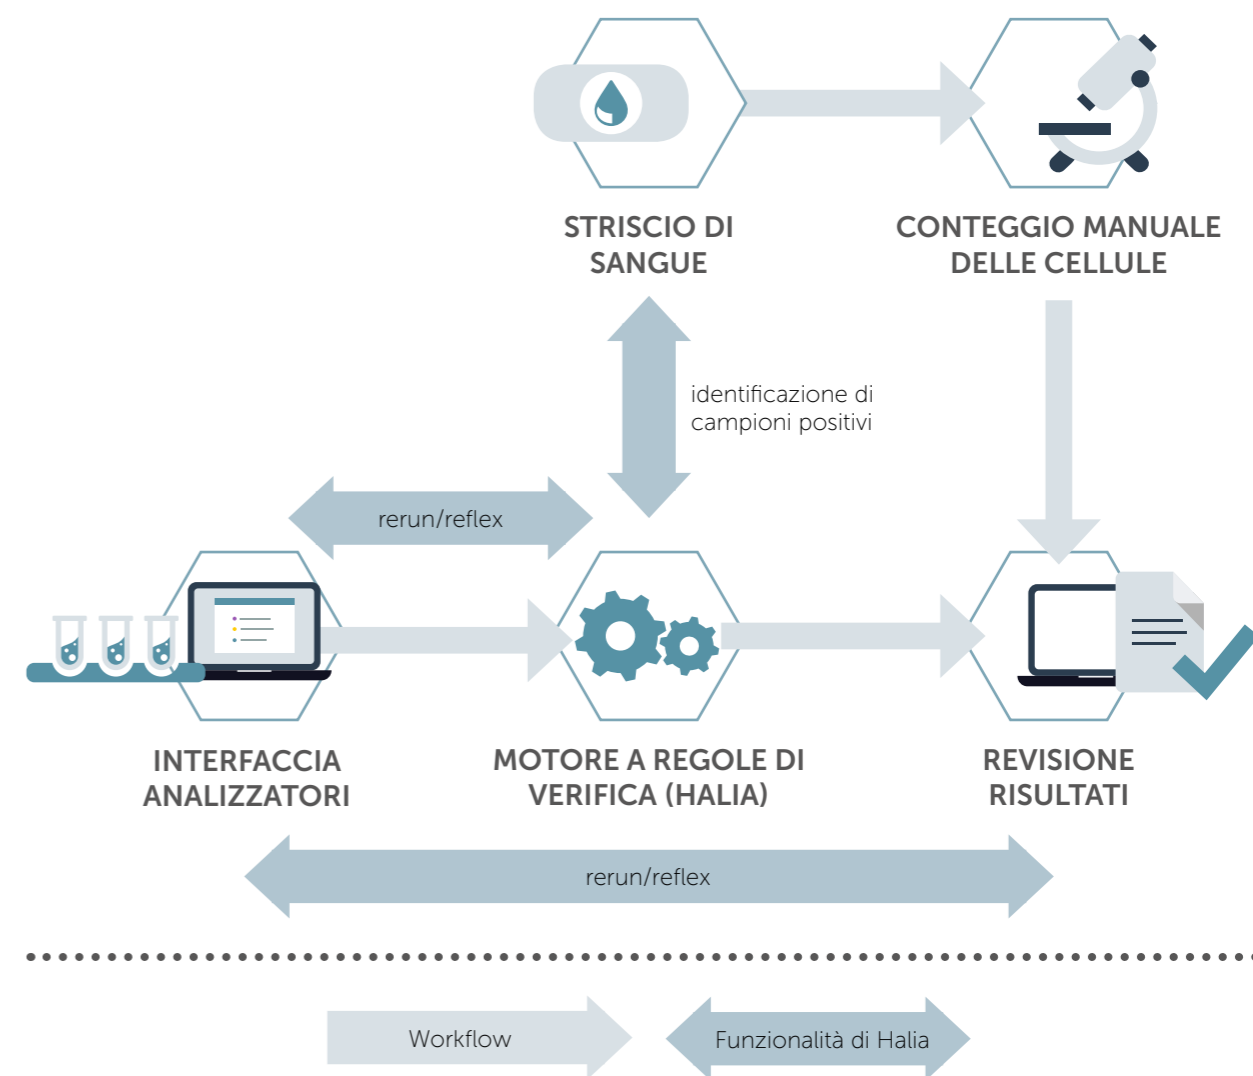 STRISCIO DI
SANGUE
CONTEGGIO MANUALE
DELLE CELLULE
identificazione di
campioni positivi
rerun/reflex
INTERFACCIA
ANALIZZATORI
MOTORE A REGOLE DI
VERIFICA (HALIA)
REVISIONE
RISULTATI
rerun/reflex
Workflow
Funzionalità di Halia